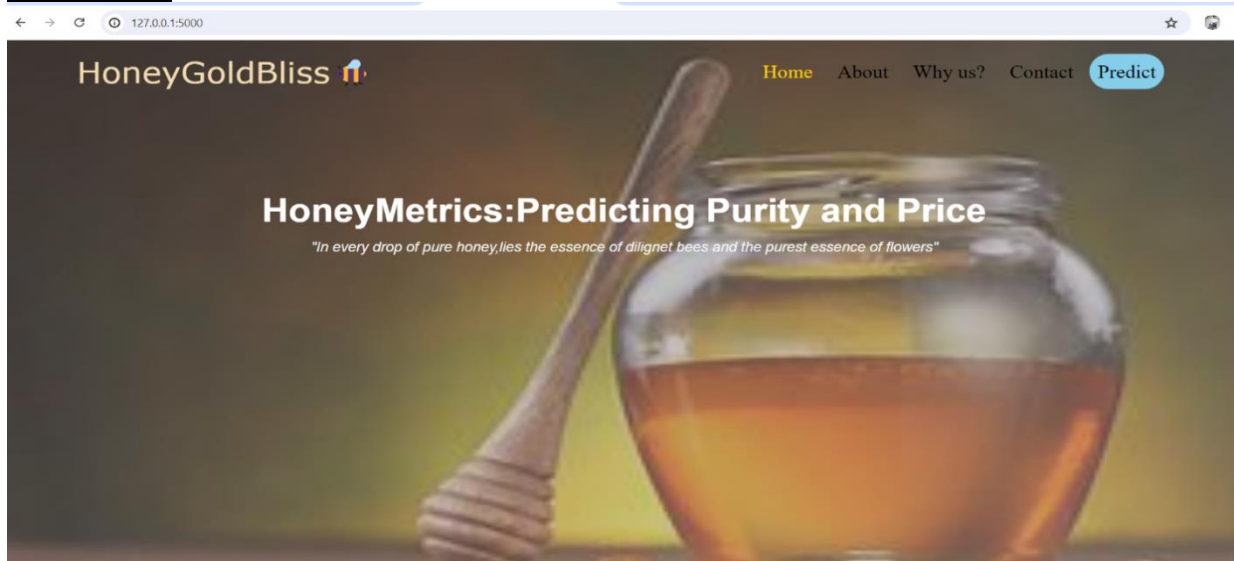 127.0.0.1:5000
HoneyGoldBliss
Home About Why us? Contact Predict
HoneyMetrics:Predicting Purity and Price
"In every drop of pure honey,lies the essence of dilignet bees and the purest essence of flowers"